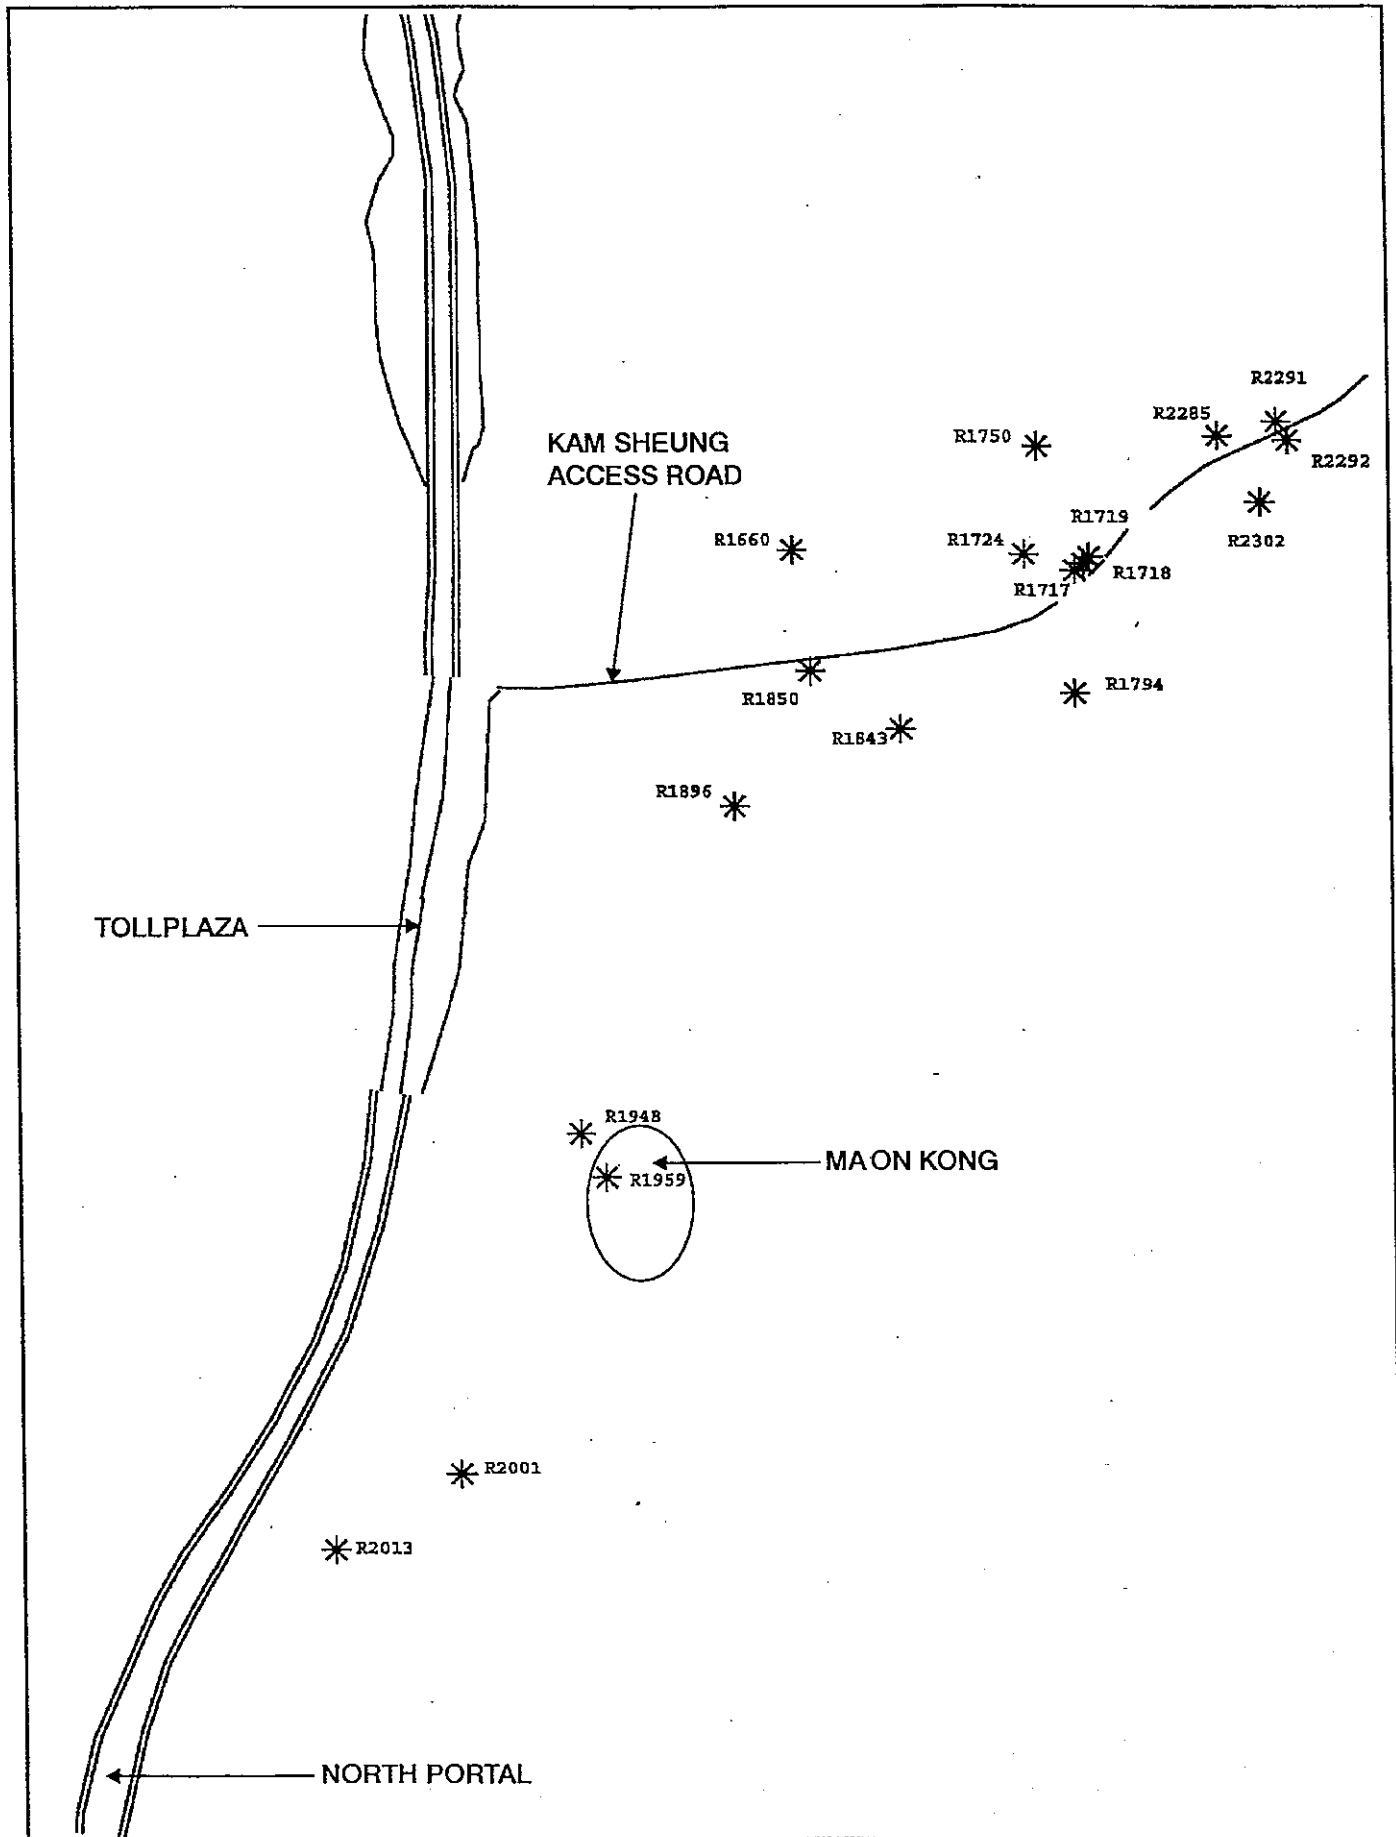 R2291
R2285
KAM SHEUNG
ACCESS ROAD
R1750
R2292
R1719
R1660
R1724
R2302
R1718
R1717
R1850
R1794
R1843
R1896
TOLLPLAZA
R1948
MA ON KONG
R1959
R2001
R2013
NORTH PORTAL